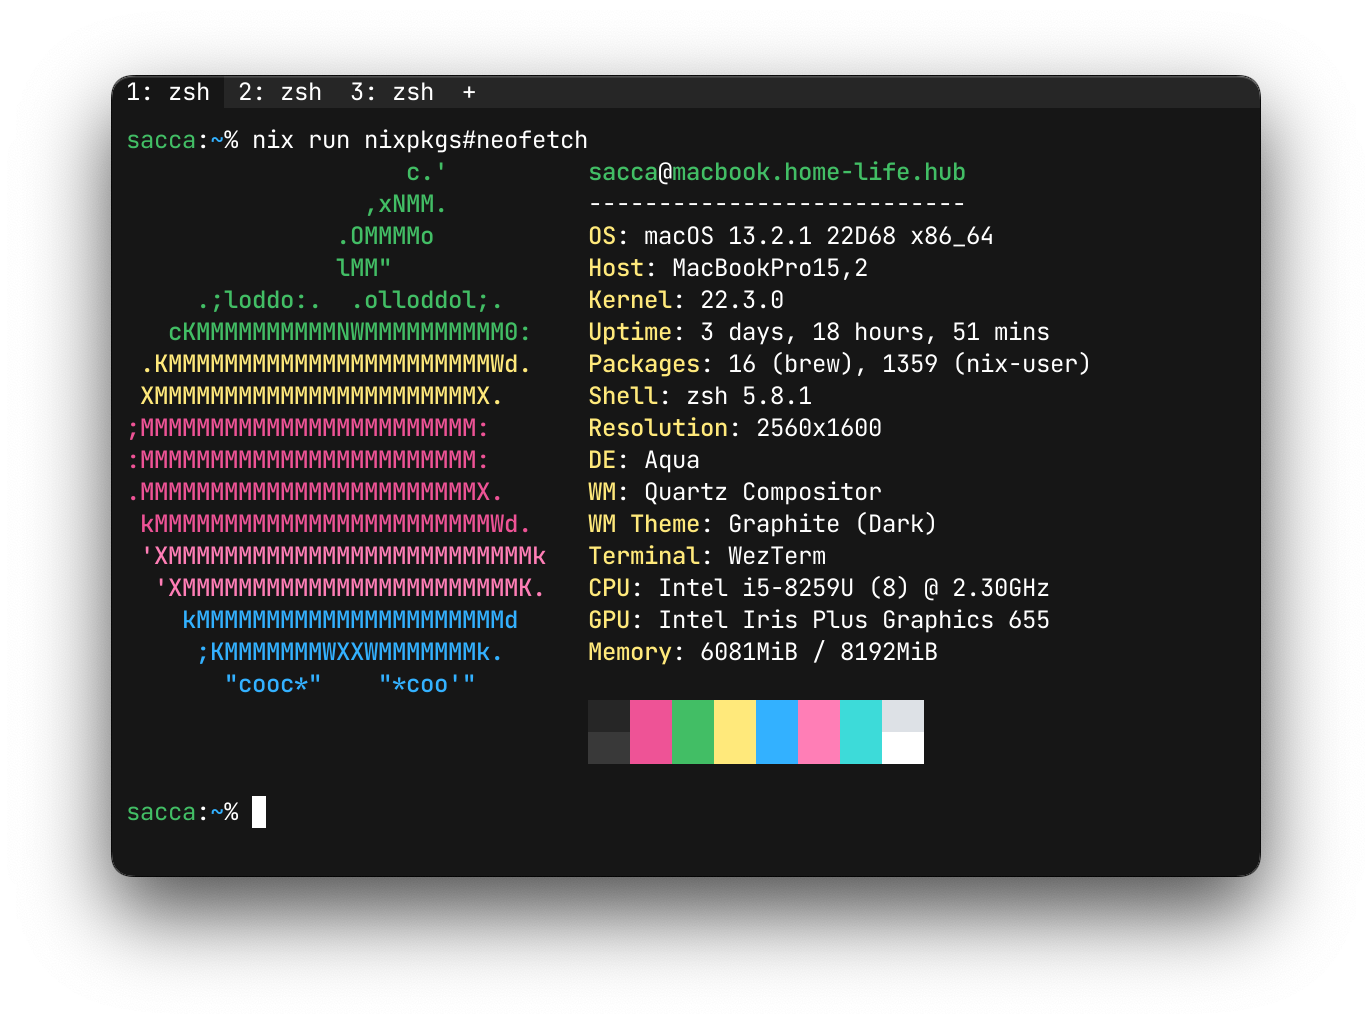 1: zsh 2: zsh 3: zsh +
sacca:~% nix run nixpkgs#neofetch
                    c.'          sacca@macbook.home-life.hub
                 ,xNMM.          ---------------------------
               .OMMMMo           OS: macOS 13.2.1 22D68 x86_64
               lMM"              Host: MacBookPro15,2
     .;loddo:.  .olloddol;.      Kernel: 22.3.0
   cKMMMMMMMMMMNWMMMMMMMMMM0:    Uptime: 3 days, 18 hours, 51 mins
 .KMMMMMMMMMMMMMMMMMMMMMMMWd.    Packages: 16 (brew), 1359 (nix-user)
 XMMMMMMMMMMMMMMMMMMMMMMMX.      Shell: zsh 5.8.1
;MMMMMMMMMMMMMMMMMMMMMMMM:       Resolution: 2560x1600
:MMMMMMMMMMMMMMMMMMMMMMMM:       DE: Aqua
.MMMMMMMMMMMMMMMMMMMMMMMMX.      WM: Quartz Compositor
 kMMMMMMMMMMMMMMMMMMMMMMMMWd.    WM Theme: Graphite (Dark)
 'XMMMMMMMMMMMMMMMMMMMMMMMMMMk   Terminal: WezTerm
  'XMMMMMMMMMMMMMMMMMMMMMMMMK.   CPU: Intel i5-8259U (8) @ 2.30GHz
    kMMMMMMMMMMMMMMMMMMMMMMd     GPU: Intel Iris Plus Graphics 655
     ;KMMMMMMMWXXWMMMMMMMk.      Memory: 6081MiB / 8192MiB
       "cooc*"    "*coo'"
sacca:~%